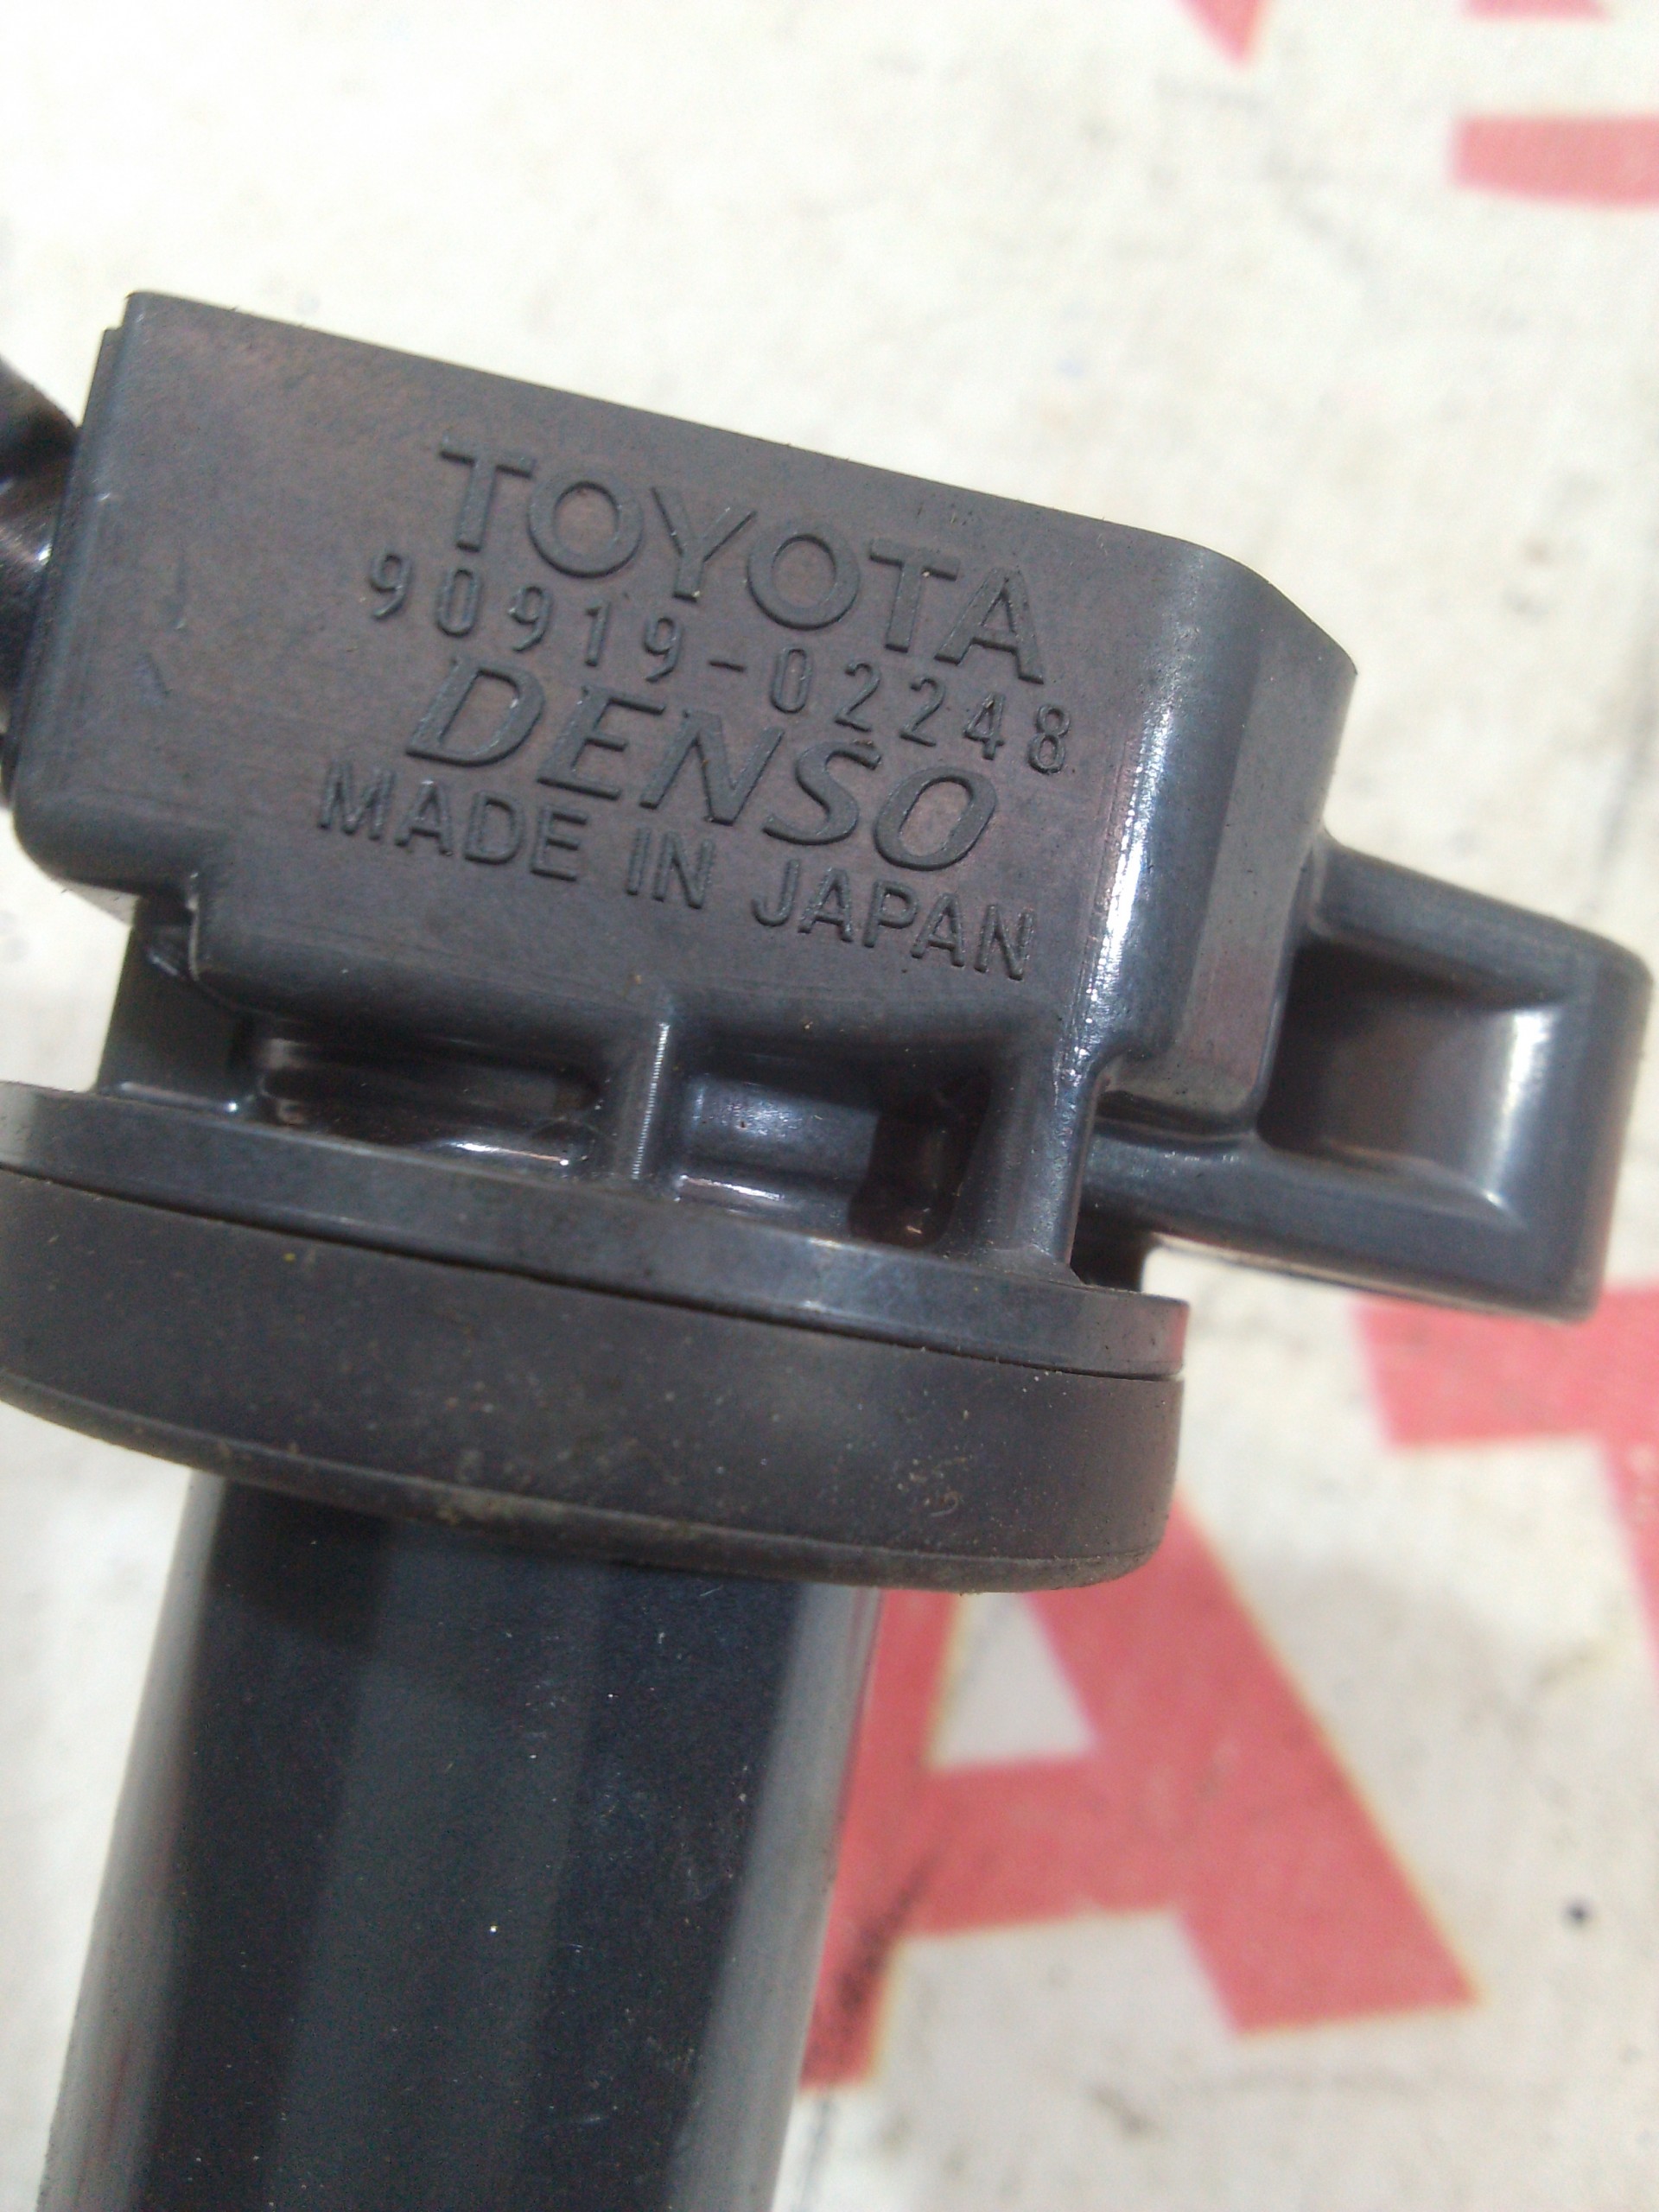 TOYOTA
90919-02248
DENSO
MADE IN JAPAN
A